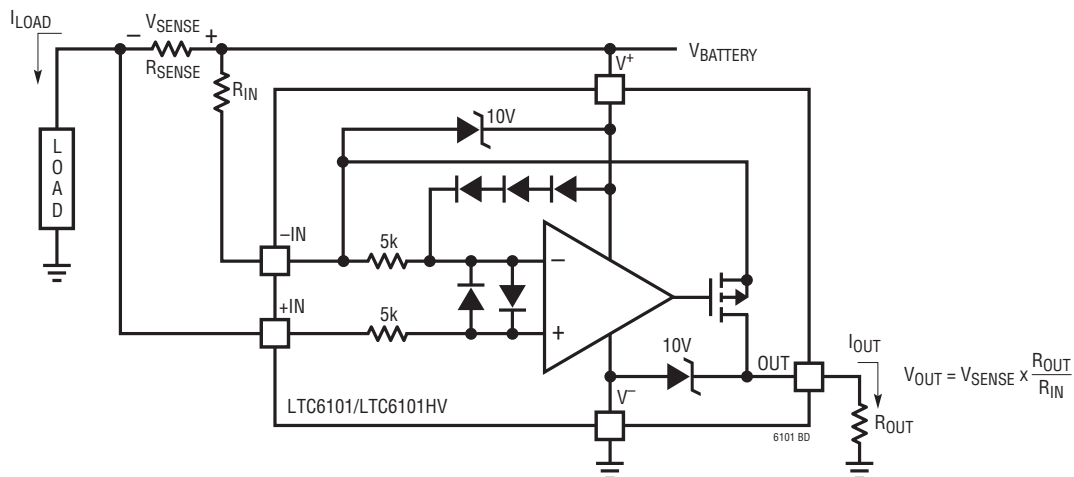 I_LOAD
− V_SENSE +
R_SENSE
V_BATTERY
R_IN
V⁺
LOAD
10V
−IN
5k
−
+IN
5k
+
10V
OUT
I_OUT
V_OUT = V_SENSE x R_OUT/R_IN
V⁻
LTC6101/LTC6101HV
R_OUT
6101 BD